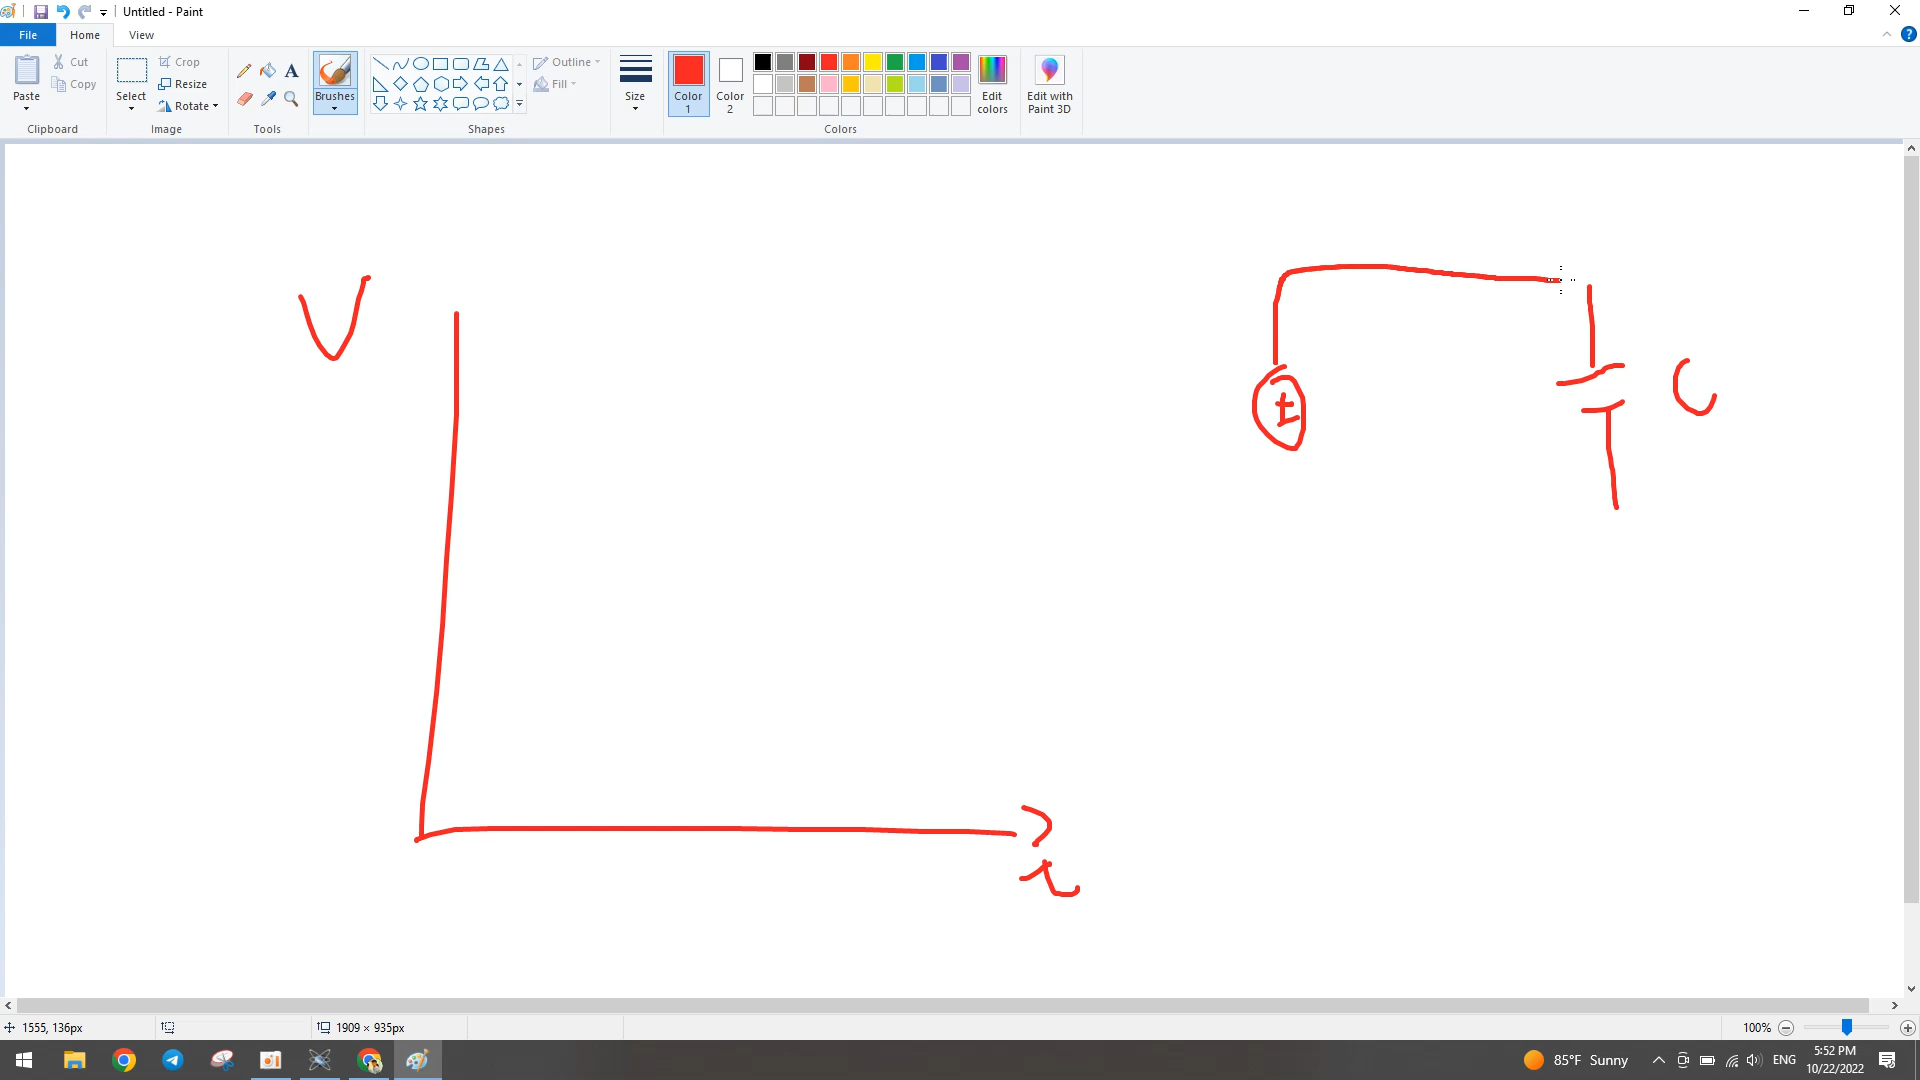 Untitled - Paint
File Home View
Paste
Cut
Copy
Clipboard
Select
Crop
Resize
Rotate
Image
Tools
Brushes
Shapes
Outline
Fill
Size
Color 1
Color 2
Edit colors
Colors
Edit with Paint 3D
V
C
1555, 136px
1909 × 935px
100%
85°F Sunny
ENG
5:52 PM
10/22/2022